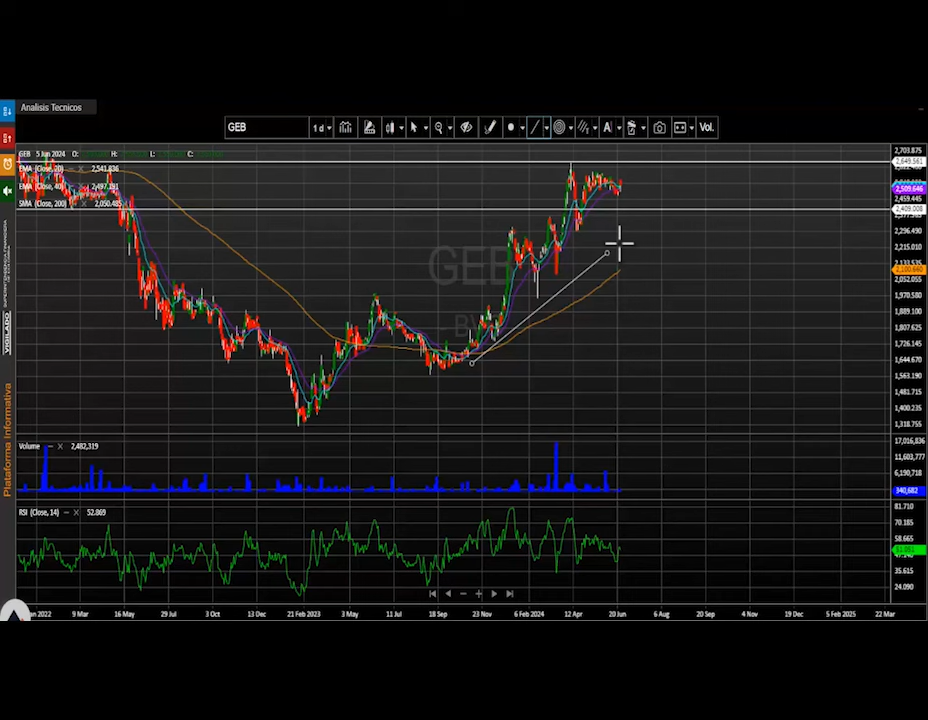 Analisis Tecnicos
GEB 1 d Vol.
GEB 5 Jun 2024 O: H: L: C:
EMA (Close, 20) 2,541.836
EMA (Close, 40) 2,497.191
SMA (Close, 200) 2,050.485
GEB
2,703.875
2,649.561
2,509.646
2,459.445
2,409.008
2,296.490
2,215.010
2,133.535
2,100.660
2,052.055
1,970.580
1,889.100
1,807.625
1,726.145
1,644.670
1,563.190
1,481.715
1,400.235
1,318.755
Volume 2,482,319
17,016,836
11,603,777
6,190,718
340,682
RSI (Close, 14) 52.869
81.710
70.185
58.665
35.615
24.090
2022 9 Mar 16 May 29 Jul 3 Oct 13 Dec 21 Feb 2023 3 May 11 Jul 18 Sep 23 Nov 6 Feb 2024 12 Apr 20 Jun 6 Aug 20 Sep 4 Nov 19 Dec 5 Feb 2025 22 Mar
VIGILADO
Plataforma Informativa